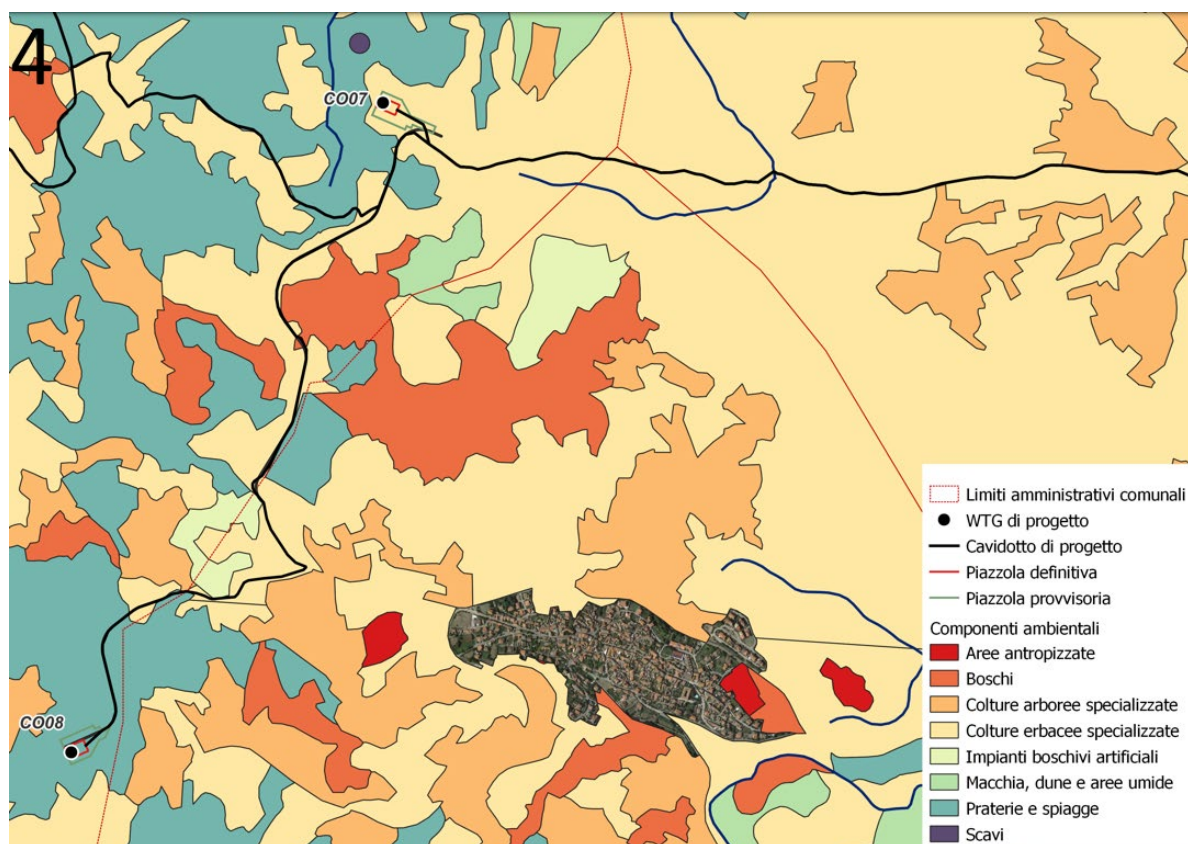 4
CO07
CO08
Limiti amministrativi comunali
WTG di progetto
Cavidotto di progetto
Piazzola definitiva
Piazzola provvisoria
Componenti ambientali
Aree antropizzate
Boschi
Colture arboree specializzate
Colture erbacee specializzate
Impianti boschivi artificiali
Macchia, dune e aree umide
Praterie e spiagge
Scavi